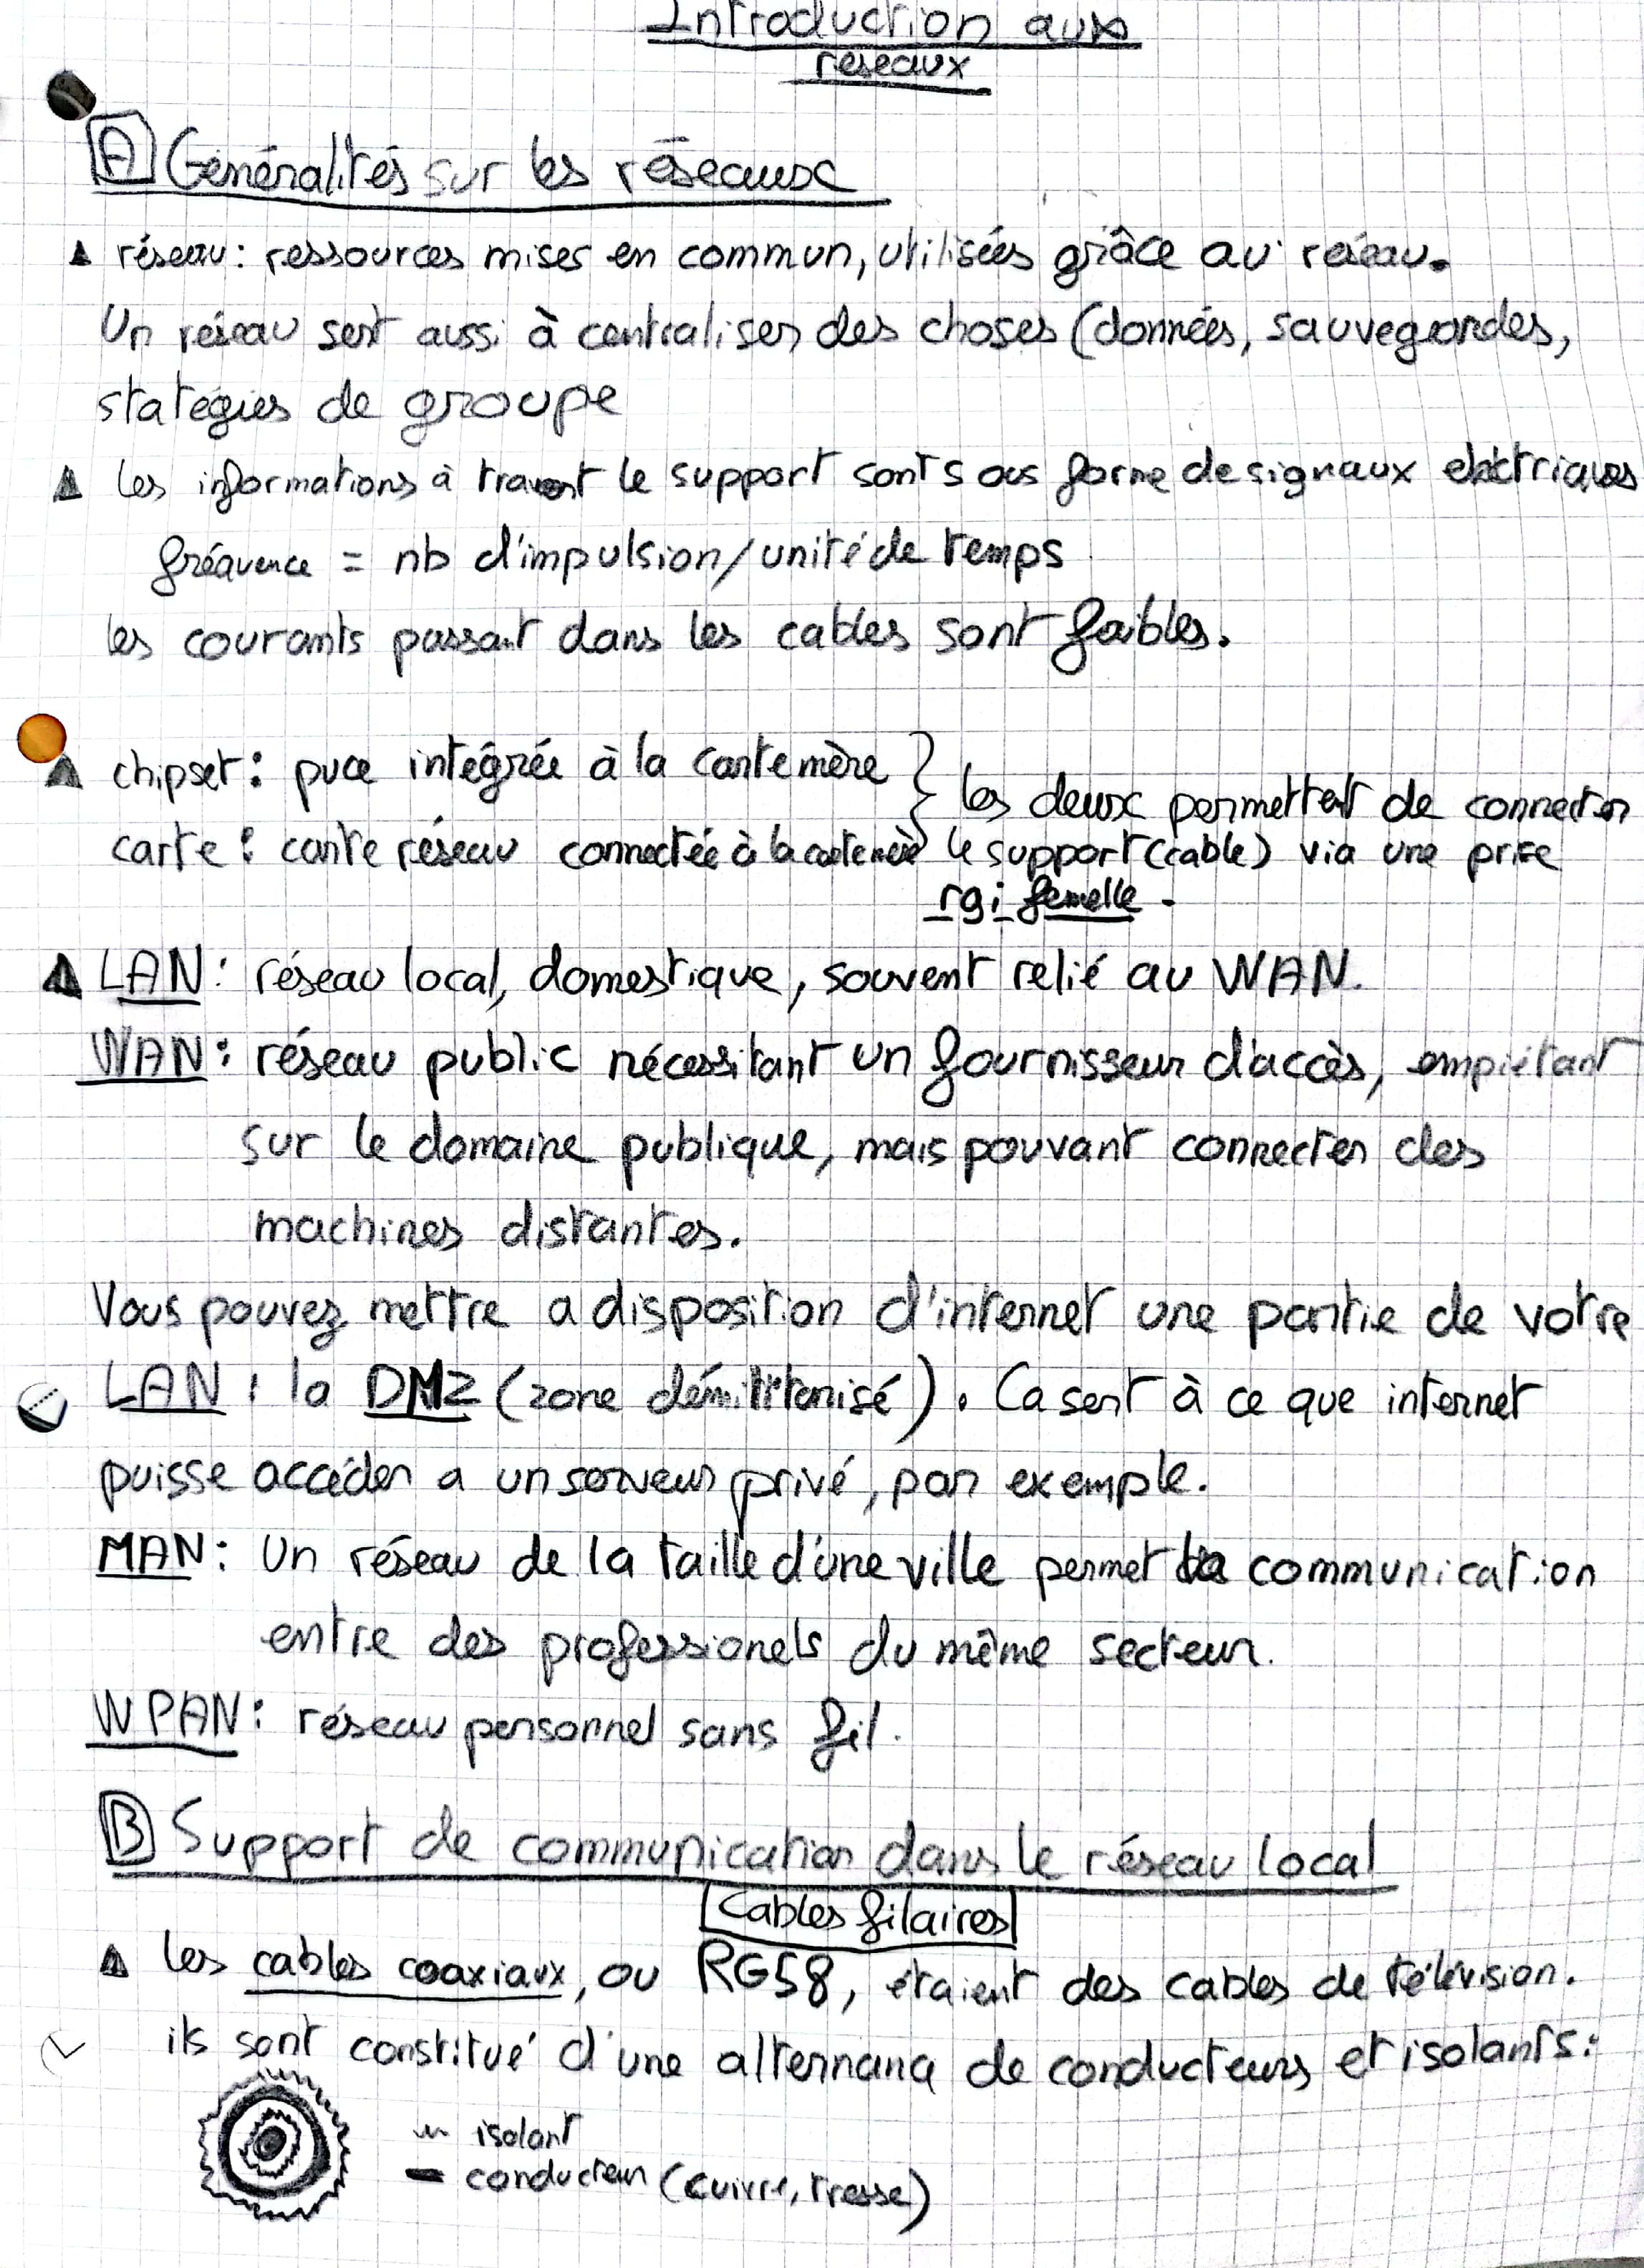 Introduction aux
réseaux
A Généralités sur les réseaux
réseau : ressources mises en commun, utilisées grâce au réseau.
Un réseau sert aussi à centraliser des choses (données, sauvegardes,
statégies de groupe
les informations à travert le support sont sous forme de signaux electriques
fréquence = nb d'impulsion/unité de temps
les courants passant dans les cables sont faibles.
chipset : puce intégrée à la carte mère } les deux permettent de connecter
carte : carte réseau connectée à la carte mère le support (cable) via une prise
rgi femelle.
LAN : réseau local, domestique, souvent relié au WAN.
WAN : réseau public nécessitant un fournisseur d'accès, empiétant
sur le domaine publique, mais pouvant connecter des
machines distantes.
Vous pouvez mettre a disposition d'internet une partie de votre
LAN : la DMZ (zone démilitarisé). Ca sert à ce que internet
puisse accéder a un serveur privé, par exemple.
MAN : Un réseau de la taille d'une ville permet la communication
entre des professionels du même secteur.
WPAN : réseau personnel sans fil.
B Support de communication dans le réseau local
Cables filaires
les cables coaxiaux, ou RG58, étaient des cables de télévision.
ils sont constitué d'une alternance de conducteurs et isolants :
isolant
conducteur (cuivre, tresse)